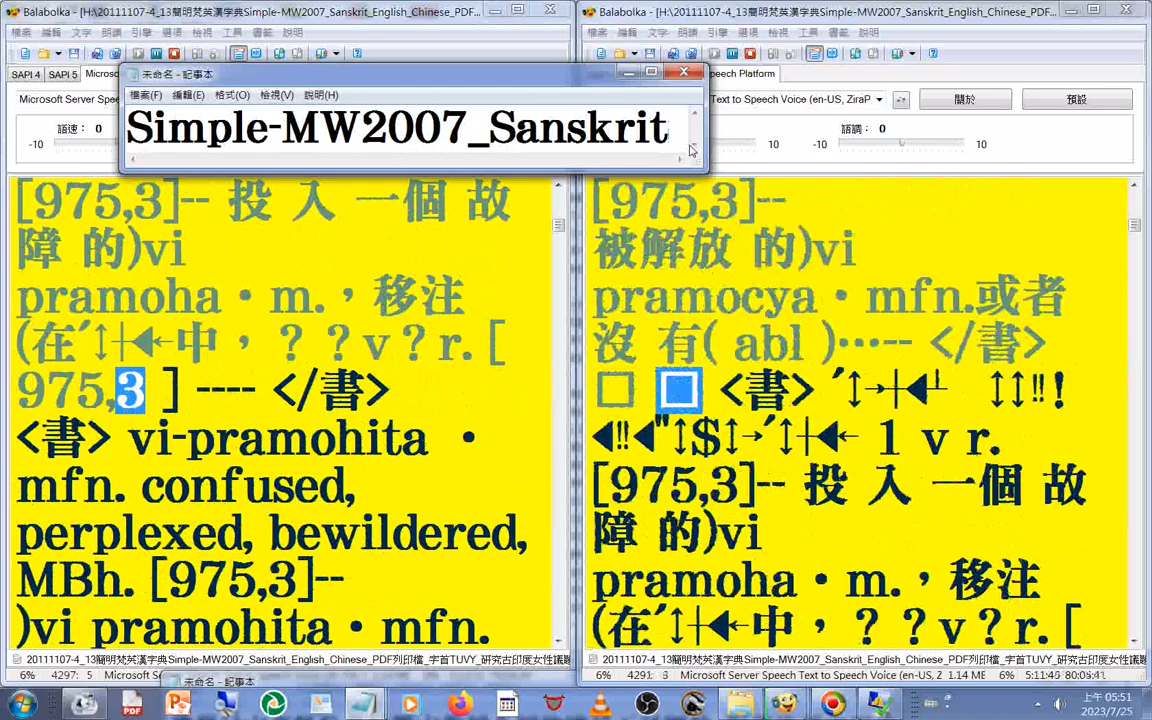 Balabolka - [H:\20111107-4_13簡明梵英漢字典Simple-MW2007_Sanskrit_English_Chinese_PDF...
檔案 編輯 文字 朗讀 引擎 選項 檢視 工具 書籤 說明
SAPI 4 SAPI 5 Microso
Microsoft Server Spee
語速： 0
-10
未命名 - 記事本
檔案(F) 編輯(E) 格式(O) 檢視(V) 說明(H)
Simple-MW2007_Sanskrit
[975,3]-- 投 入 一個 故
障 的)vi
pramoha・m.，移注
(在′↕┼◀中，？？v？r. [
975,3 ] ---- </書>
<書> vi-pramohita ・
mfn. confused,
perplexed, bewildered,
MBh. [975,3]--
)vi pramohita・mfn.
20111107-4_13簡明梵英漢字典Simple-MW2007_Sanskrit_English_Chinese_PDF列印檔_字首TUVY_研究古印度女性議題
6% 4297: 5 Microsoft Server Speech Te
未命名 - 記事本
Balabolka - [H:\20111107-4_13簡明梵英漢字典Simple-MW2007_Sanskrit_English_Chinese_PDF...
檔案 編輯 文字 朗讀 引擎 選項 檢視 工具 書籤 說明
peech Platform
Text to Speech Voice (en-US, ZiraP
關於
預設
10
語調： 0
-10
10
[975,3]--
被解放 的)vi
pramocya・mfn.或者
沒 有( abl )…-- </書>
□ □ <書> ′↕→┼◀┴ ↕↕‼!
◀‼◀"↕$↕→′↕┼◀← 1 v r.
[975,3]-- 投 入 一個 故
障 的)vi
pramoha・m.，移注
(在′↕┼◀←中，？？v？r. [
20111107-4_13簡明梵英漢字典Simple-MW2007_Sanskrit_English_Chinese_PDF列印檔_字首TUVY_研究古印度女性議題
6% 4291: 3 Microsoft Server Speech Text to Speech Voice (en-US, Z 1.14 MB 6%
上午 05:51
2023/7/25